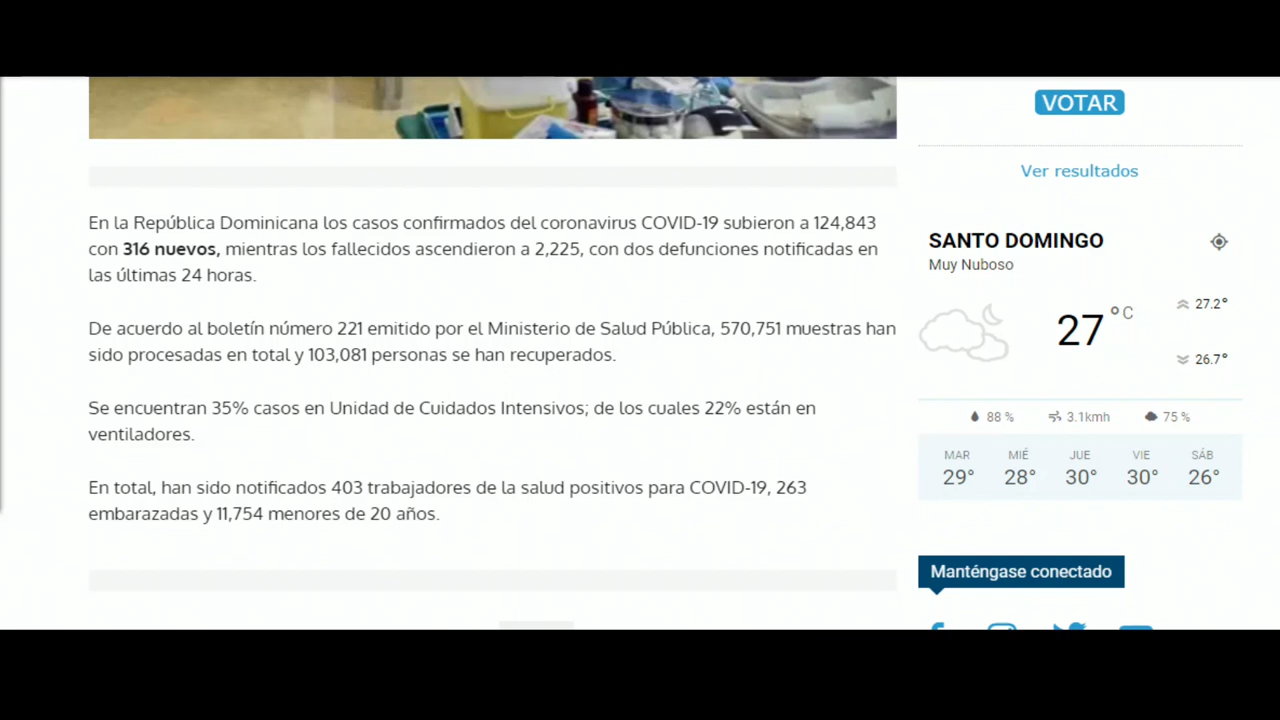 VOTAR
Ver resultados
En la República Dominicana los casos confirmados del coronavirus COVID-19 subieron a 124,843
con 316 nuevos, mientras los fallecidos ascendieron a 2,225, con dos defunciones notificadas en
las últimas 24 horas.
De acuerdo al boletín número 221 emitido por el Ministerio de Salud Pública, 570,751 muestras han
sido procesadas en total y 103,081 personas se han recuperados.
Se encuentran 35% casos en Unidad de Cuidados Intensivos; de los cuales 22% están en
ventiladores.
En total, han sido notificados 403 trabajadores de la salud positivos para COVID-19, 263
embarazadas y 11,754 menores de 20 años.
SANTO DOMINGO
Muy Nuboso
27 °C
27.2°
26.7°
88 % 3.1kmh 75 %
MAR MIÉ JUE VIE SÁB
29° 28° 30° 30° 26°
Manténgase conectado